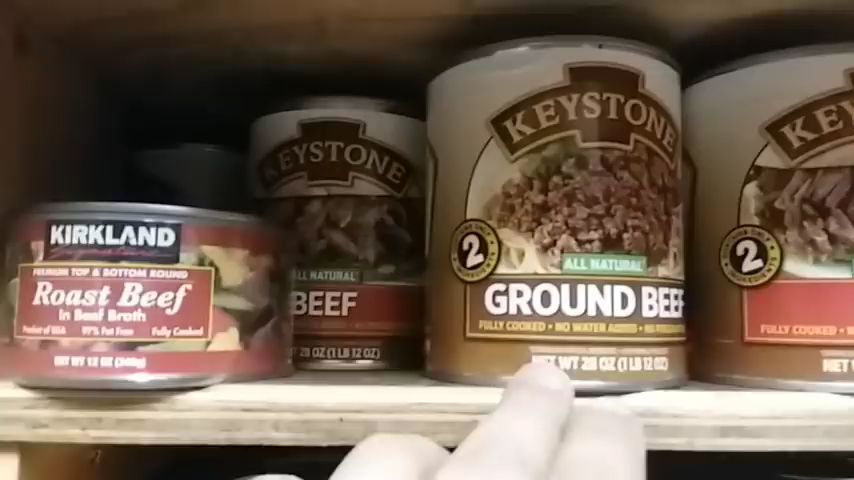 KIRKLAND
Signature
PREMIUM TOP & BOTTOM ROUND
Roast Beef
in Beef Broth
Product of USA 97% Fat Free Fully Cooked
NET WT 12 OZ (340g)
KEYSTONE
ALL NATURAL
BEEF
28 OZ (1 LB 12 OZ)
KEYSTONE
2
INGREDIENTS
ALL NATURAL
GROUND BEEF
FULLY COOKED • NO WATER ADDED • NO
NET WT 28 OZ (1 LB 12 OZ)
KEY
2
INGREDIENTS
FULLY COOKED •
NET